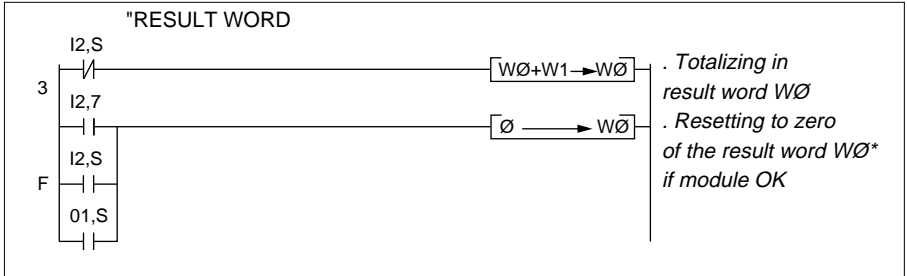 "RESULT WORD
I2,S
WØ+W1→WØ
. Totalizing in
3
result word WØ
I2,7
Ø → WØ
. Resetting to zero
I2,S
of the result word WØ*
F
if module OK
01,S